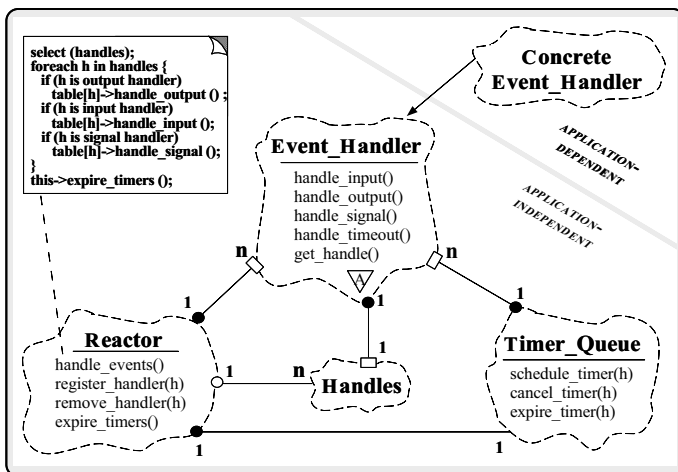 select (handles);
foreach h in handles {
if (h is output handler)
table[h]->handle_output () ;
if (h is input handler)
table[h]->handle_input ();
if (h is signal handler)
table[h]->handle_signal ();
}
this->expire_timers ();
Concrete
Event_Handler
APPLICATION-
DEPENDENT
APPLICATION-
INDEPENDENT
Event_Handler
handle_input()
handle_output()
handle_signal()
handle_timeout()
get_handle()
A
n
n
1
1
1
Reactor
handle_events()
register_handler(h)
remove_handler(h)
expire_timers()
1
n
1
Handles
Timer_Queue
schedule_timer(h)
cancel_timer(h)
expire_timer(h)
1
1